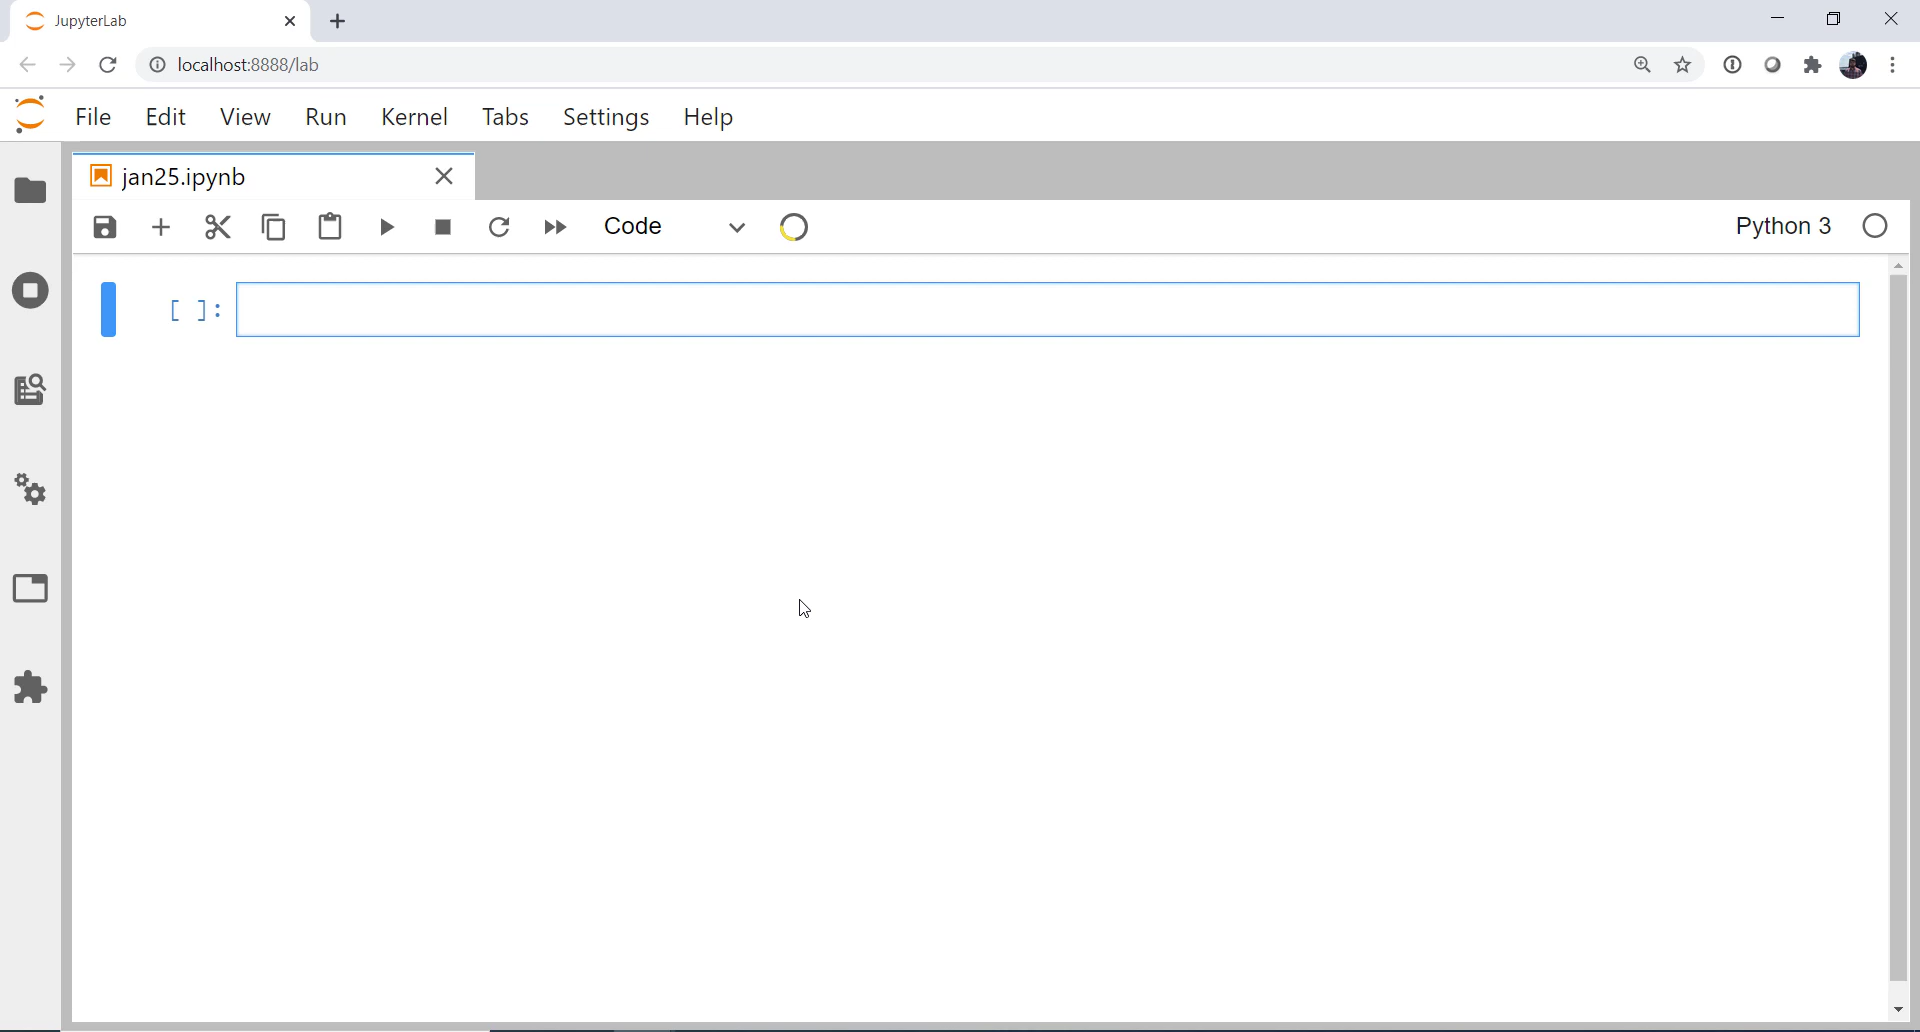 JupyterLab
localhost:8888/lab
File Edit View Run Kernel Tabs Settings Help
jan25.ipynb
Code Python 3
[ ]: